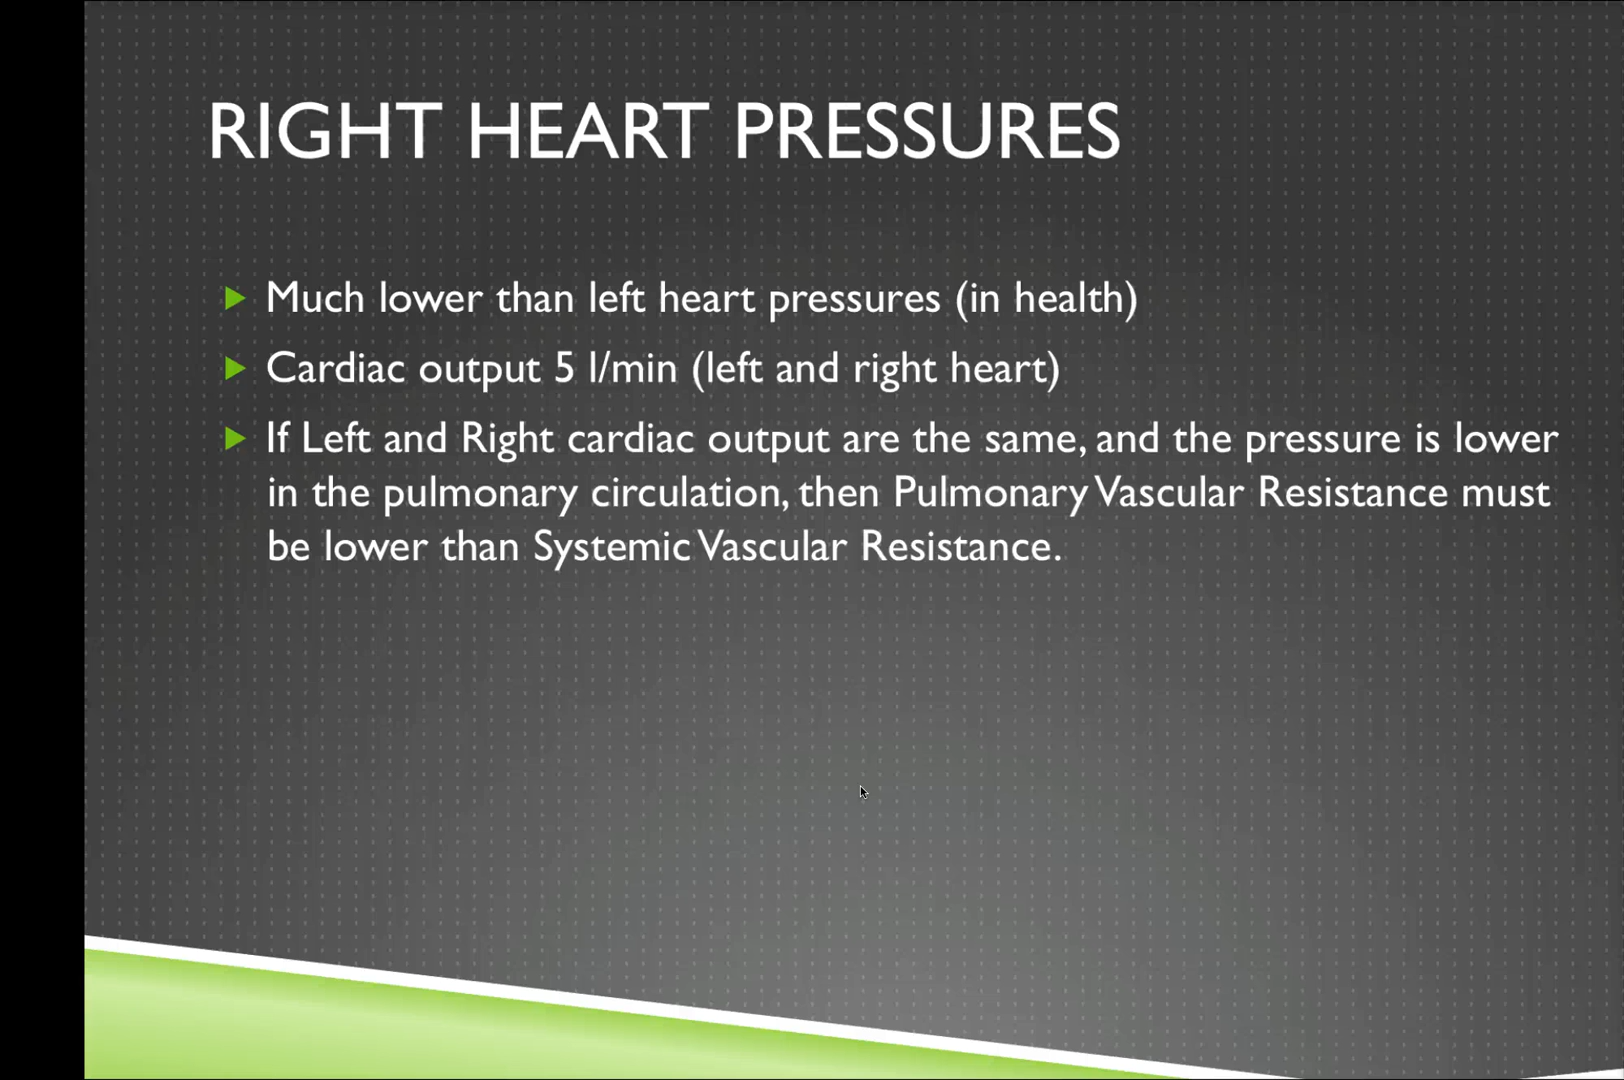 RIGHT HEART PRESSURES
Much lower than left heart pressures (in health)
Cardiac output 5 l/min (left and right heart)
If Left and Right cardiac output are the same, and the pressure is lower
in the pulmonary circulation, then Pulmonary Vascular Resistance must
be lower than Systemic Vascular Resistance.